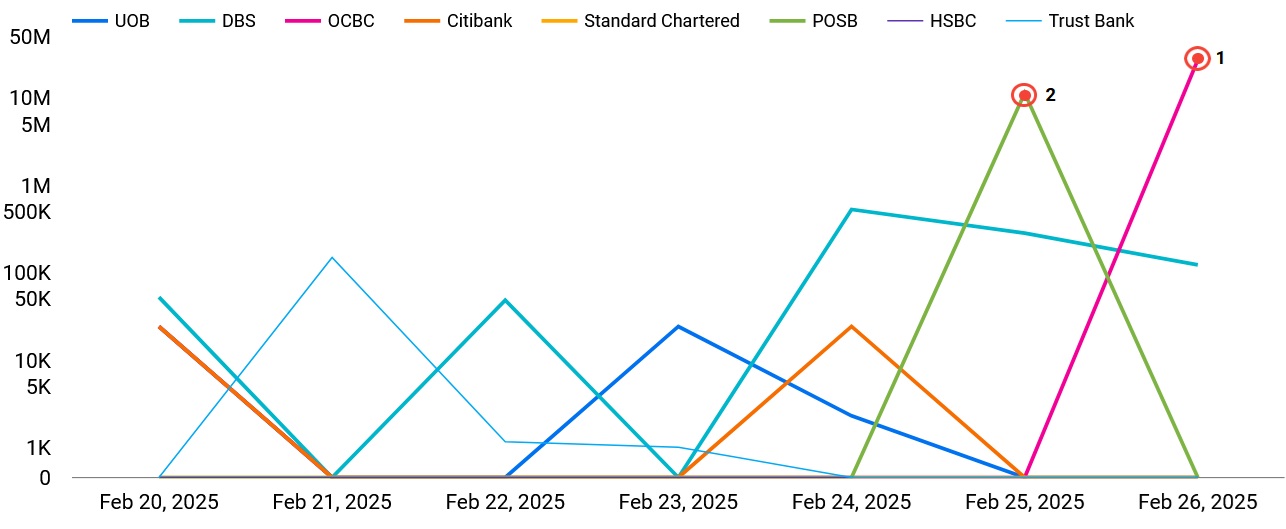 UOB DBS OCBC Citibank Standard Chartered POSB HSBC Trust Bank
50M
1
2
10M
5M
1M
500K
100K
50K
10K
5K
1K
0
Feb 20, 2025 Feb 21, 2025 Feb 22, 2025 Feb 23, 2025 Feb 24, 2025 Feb 25, 2025 Feb 26, 2025